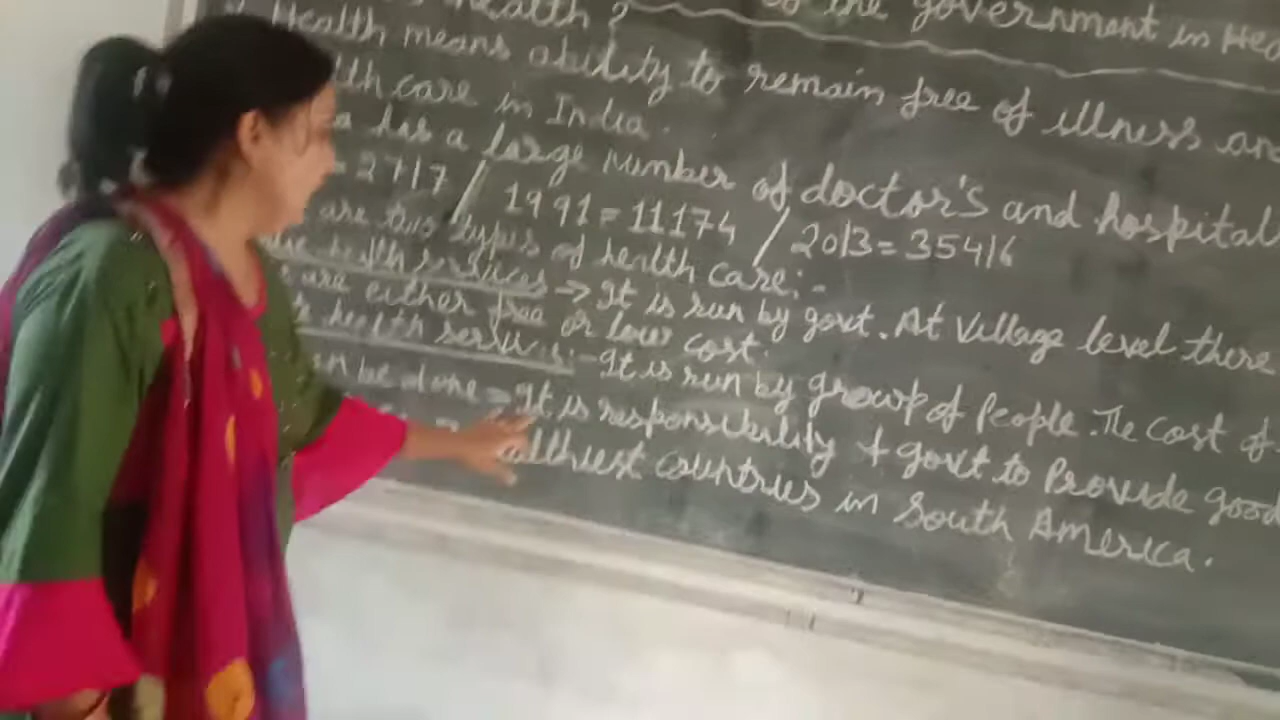 the government in Hea
health?
Health means ability to remain free of illness and
lth care in India.
has a large number of doctor's and hospitals
= 2717 / 1991 = 11174 / 2013 = 35416
are two types of health care:-
health services → It is run by govt. At Village level there
are either free or low cost.
health services:- It is run by group of People. The cost of
n be done = It is responsibility of govt to Provide good
althiest countries in South America.